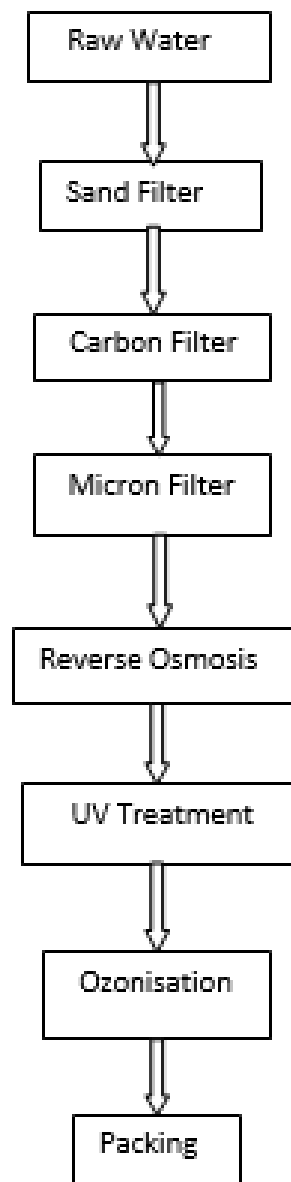 Raw Water
Sand Filter
Carbon Filter
Micron Filter
Reverse Osmosis
UV Treatment
Ozonisation
Packing